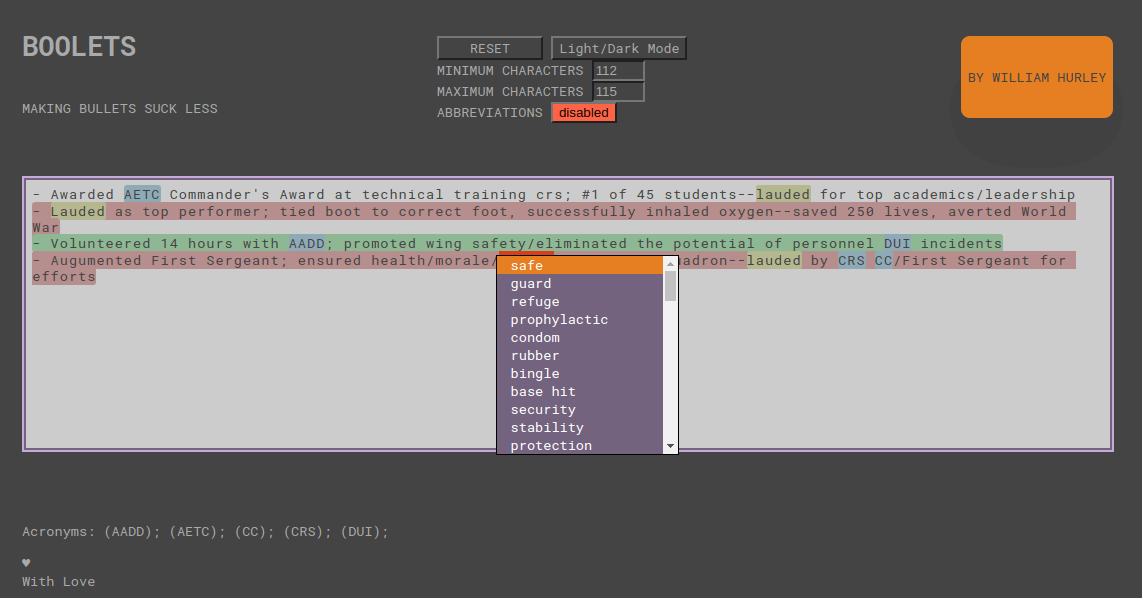 BOOLETS
MAKING BULLETS SUCK LESS
RESET
Light/Dark Mode
MINIMUM CHARACTERS 112
MAXIMUM CHARACTERS 115
ABBREVIATIONS disabled
BY WILLIAM HURLEY
- Awarded AETC Commander's Award at technical training crs; #1 of 45 students--lauded for top academics/leadership
- Lauded as top performer; tied boot to correct foot, successfully inhaled oxygen--saved 250 lives, averted World
War
- Volunteered 14 hours with AADD; promoted wing safety/eliminated the potential of personnel DUI incidents
- Augumented First Sergeant; ensured health/morale/ adron--lauded by CRS CC/First Sergeant for
efforts
safe
guard
refuge
prophylactic
condom
rubber
bingle
base hit
security
stability
protection
Acronyms: (AADD); (AETC); (CC); (CRS); (DUI);
♥
With Love